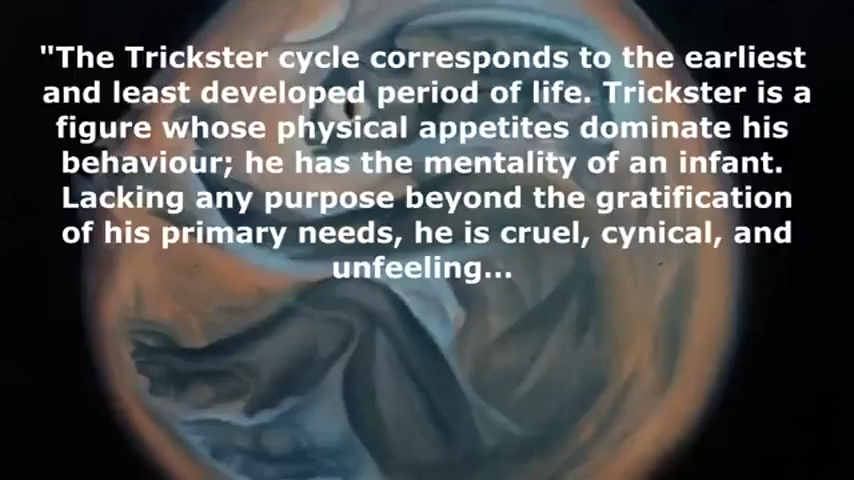 "The Trickster cycle corresponds to the earliest
and least developed period of life. Trickster is a
figure whose physical appetites dominate his
behaviour; he has the mentality of an infant.
Lacking any purpose beyond the gratification
of his primary needs, he is cruel, cynical, and
unfeeling...